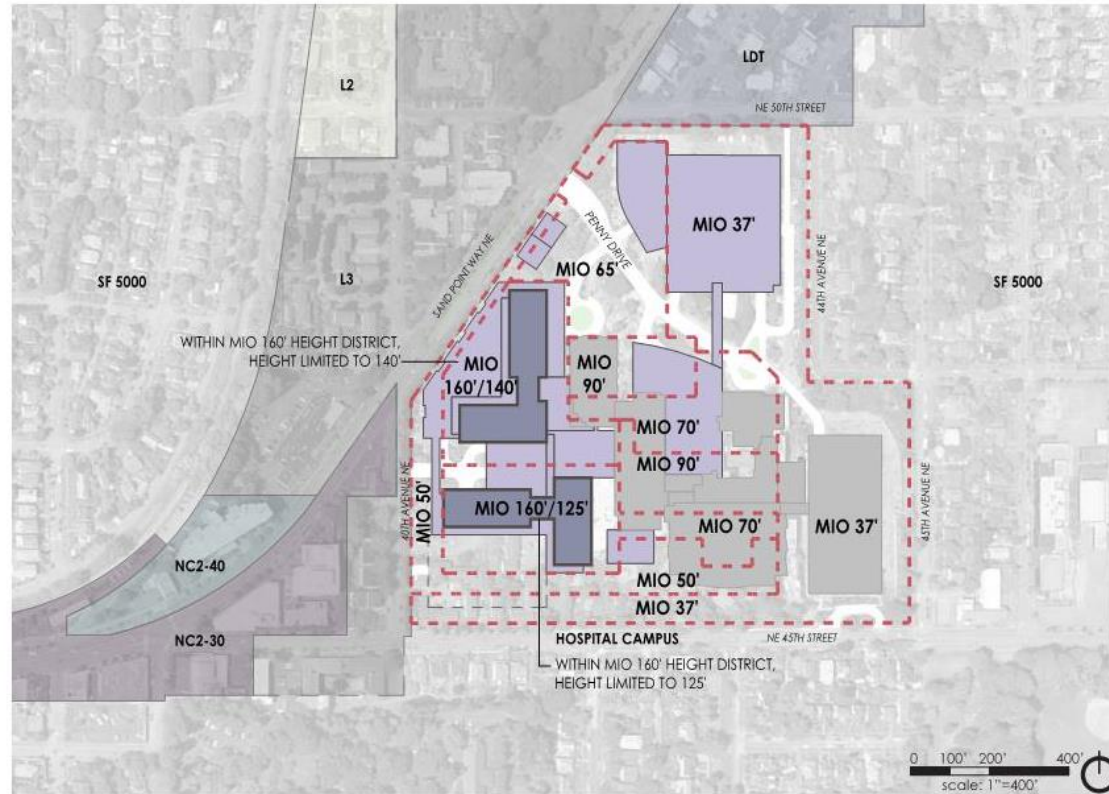 L2
LDT
NE 50TH STREET
MIO 37'
PENNY DRIVE
SAND POINT WAY NE
MIO 65'
44TH AVENUE NE
SF 5000
L3
SF 5000
WITHIN MIO 160' HEIGHT DISTRICT,
HEIGHT LIMITED TO 140'
MIO
160'/140'
MIO
90'
MIO 70'
MIO 90'
MIO 50'
40TH AVENUE NE
MIO 160'/125'
MIO 70'
MIO 37'
45TH AVENUE NE
NC2-40
MIO 50'
MIO 37'
NC2-30
HOSPITAL CAMPUS
NE 45TH STREET
WITHIN MIO 160' HEIGHT DISTRICT,
HEIGHT LIMITED TO 125'
0 100' 200' 400'
scale: 1"=400'